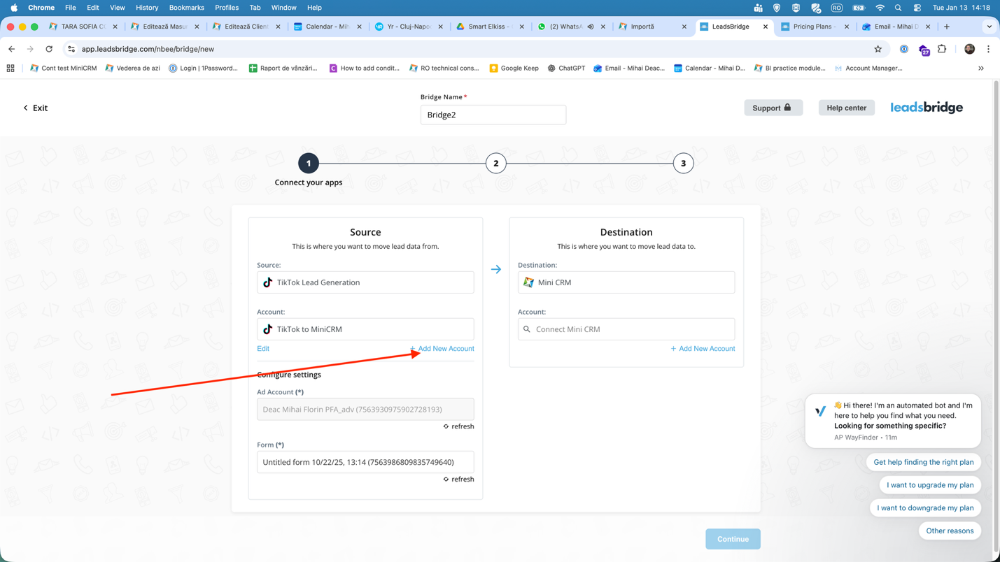 Chrome File Edit View History Bookmarks Profiles Tab Window Help
RO
Tue Jan 13 14:18
TARA SOFIA CO
Editează Masu
Editează Client
Calendar - Mih
Yr - Cluj-Napo
Smart Elkiss -
(2) WhatsA
Importă
LeadsBridge
Pricing Plans -
Email - Mihai D
app.leadsbridge.com/nbee/bridge/new
27
Cont test MiniCRM
Vederea de azi
Login | 1Password...
Raport de vânzări...
How to add condit...
RO technical cons...
Google Keep
ChatGPT
Email - Mihai Deac...
Calendar - Mihai D...
BI practice module...
Account Manager...
Exit
Bridge Name*
Bridge2
Support
Help center
leadsbridge
1
2
3
Connect your apps
Source
This is where you want to move lead data from.
Source:
TikTok Lead Generation
Account:
TikTok to MiniCRM
Edit
+ Add New Account
Configure settings
Ad Account (*)
Deac Mihai Florin PFA_adv (7563930975902728193)
refresh
Form (*)
Untitled form 10/22/25, 13:14 (7563986809835749640)
refresh
Destination
This is where you want to move lead data to.
Destination:
Mini CRM
Account:
Connect Mini CRM
+ Add New Account
👋 Hi there! I'm an automated bot and I'm
here to help you find what you need.
Looking for something specific?
AP WayFinder • 11m
Get help finding the right plan
I want to upgrade my plan
I want to downgrade my plan
Other reasons
Continue